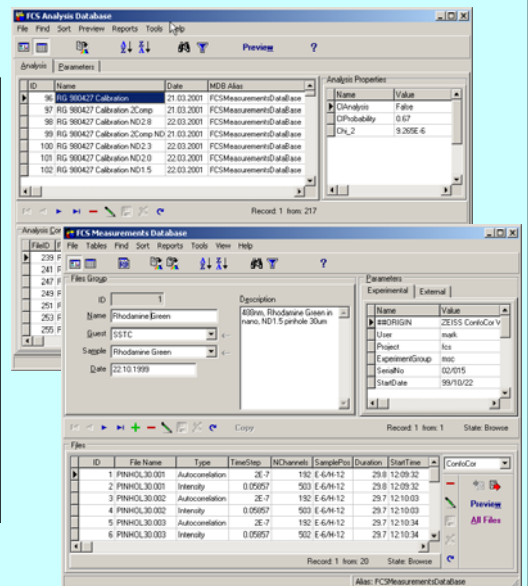 FCS Analysis Database
File Find Sort Preview Reports Tools Help
Preview ?
Analysis Parameters
ID Name Date MDB Alias
96 RG 980427 Calibration 21.03.2001 FCSMeasurementsDataBase
97 RG 980427 Calibration 2Comp 21.03.2001 FCSMeasurementsDataBase
98 RG 980427 Calibration ND2.8 22.03.2001 FCSMeasurementsDataBase
99 RG 980427 Calibration 2Comp ND 21.03.2001 FCSMeasurementsDataBase
100 RG 980427 Calibration ND2.3 22.03.2001 FCSMeasurementsDataBase
101 RG 980427 Calibration ND2.0 22.03.2001 FCSMeasurementsDataBase
102 RG 980427 Calibration ND1.5 22.03.2001 FCSMeasurementsDataBase
Analysis Properties
Name Value
CIAnalysis False
CIProbability 0.67
Chi_2 9.265E-6
Record: 1 from: 217
Analysis Con
FileID F
239 F
241 F
247 F
249 F
251 F
253 F
255 F
FCS Measurements Database
File Tables Find Sort Reports Tools View Help
?
Files Group
ID 1
Name Rhodamine Green
Guest SSTC
Sample Rhodamine Green
Date 22.10.1999
Description
488nm, Rhodamine Green in
nano, ND1.5 pinhole 30um
Parameters
Experimental External
Name Value
##ORIGIN ZEISS ConfoCor V
User mark
Project fcs
ExperimentGroup msc
SerialNo 02/015
StartDate 99/10/22
Copy Record: 1 from: 1 State: Browse
Files
ID File Name Type TimeStep NChannels SamplePos Duration StartTime
1 PINHOL30.001 Autocorrelation 2E-7 192 E-6/H-12 29.8 12:09:32
2 PINHOL30.001 Intensity 0.05857 503 E-6/H-12 29.8 12:09:32
3 PINHOL30.002 Autocorrelation 2E-7 192 E-6/H-12 29.7 12:10:03
4 PINHOL30.002 Intensity 0.05857 503 E-6/H-12 29.7 12:10:03
5 PINHOL30.003 Autocorrelation 2E-7 192 E-6/H-12 29.7 12:10:34
6 PINHOL30.003 Intensity 0.05857 502 E-6/H-12 29.7 12:10:34
ConfoCor
Preview
All Files
Record: 1 from: 20 State: Browse
Alias: FCSMeasurementsDataBase